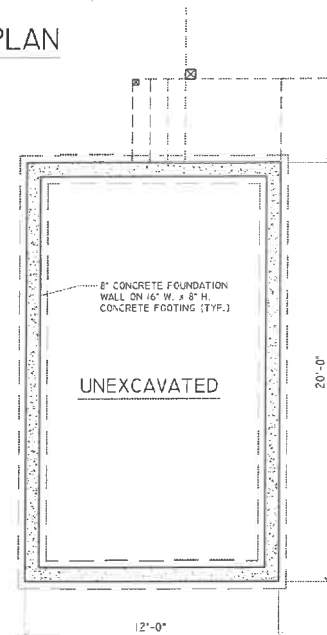 PLAN
8" CONCRETE FOUNDATION
WALL ON 16" W. x 8" H.
CONCRETE FOOTING (TYP.)
UNEXCAVATED
20'-0"
12'-0"